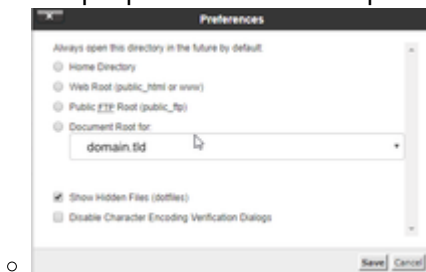 Preferences
Always open this directory in the future by default:
Home Directory
Web Root (public_html or www)
Public FTP Root (public_ftp)
Document Root for:
domain.tld
Show Hidden Files (dotfiles)
Disable Character Encoding Verification Dialogs
Save Cancel